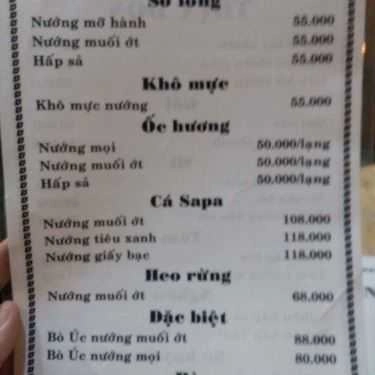 Sò lông
Nướng mỡ hành 55.000
Nướng muối ớt 55.000
Hấp sả 55.000
Khô mực
Khô mực nướng 55.000
Ốc hương
Nướng mọi 50.000/lạng
Nướng muối ớt 50.000/lạng
Hấp sả 50.000/lạng
Cá Sapa
Nướng muối ớt 108.000
Nướng tiêu xanh 118.000
Nướng giấy bạc 118.000
Heo rừng
Nướng muối ớt 68.000
Đặc biệt
Bò Úc nướng muối ớt 88.000
Bò Úc nướng mọi 80.000